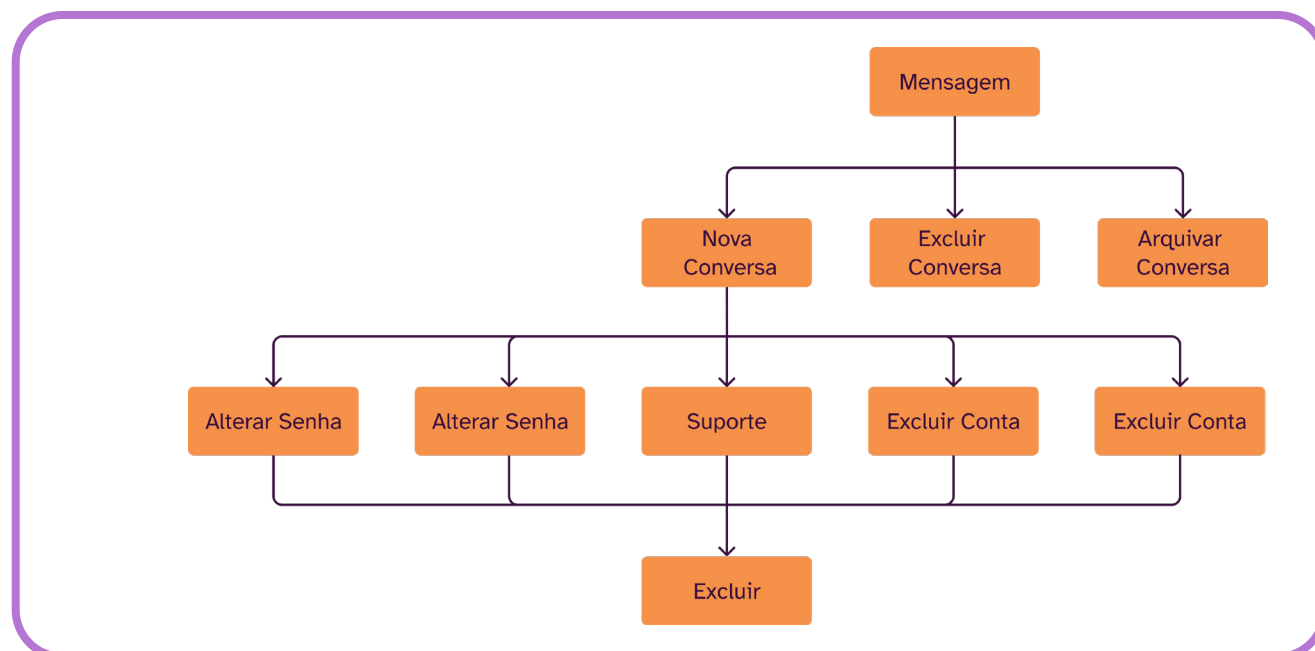 Mensagem
Nova
Conversa
Excluir
Conversa
Arquivar
Conversa
Alterar Senha
Alterar Senha
Suporte
Excluir Conta
Excluir Conta
Excluir